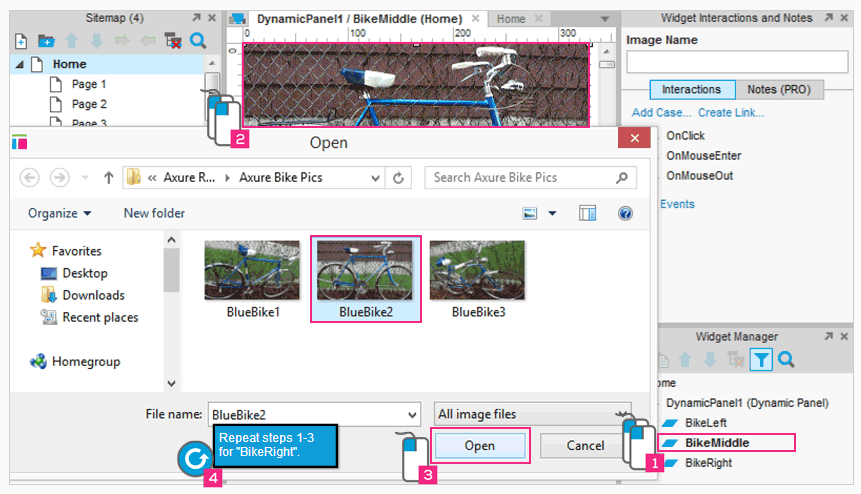 Sitemap (4)
Home
Page 1
Page 2
Page 3
DynamicPanel1 / BikeMiddle (Home)
Home
0 100 200 300
0
Widget Interactions and Notes
Image Name
Interactions
Notes (PRO)
Add Case... Create Link...
OnClick
OnMouseEnter
OnMouseOut
Events
2
Open
« Axure R... Axure Bike Pics
Search Axure Bike Pics
Organize
New folder
Favorites
Desktop
Downloads
Recent places
Homegroup
BlueBike1
BlueBike2
BlueBike3
File name:
BlueBike2
All image files
Open
Cancel
3
Repeat steps 1-3
for "BikeRight".
4
Widget Manager
ome
DynamicPanel1 (Dynamic Panel)
BikeLeft
BikeMiddle
BikeRight
1